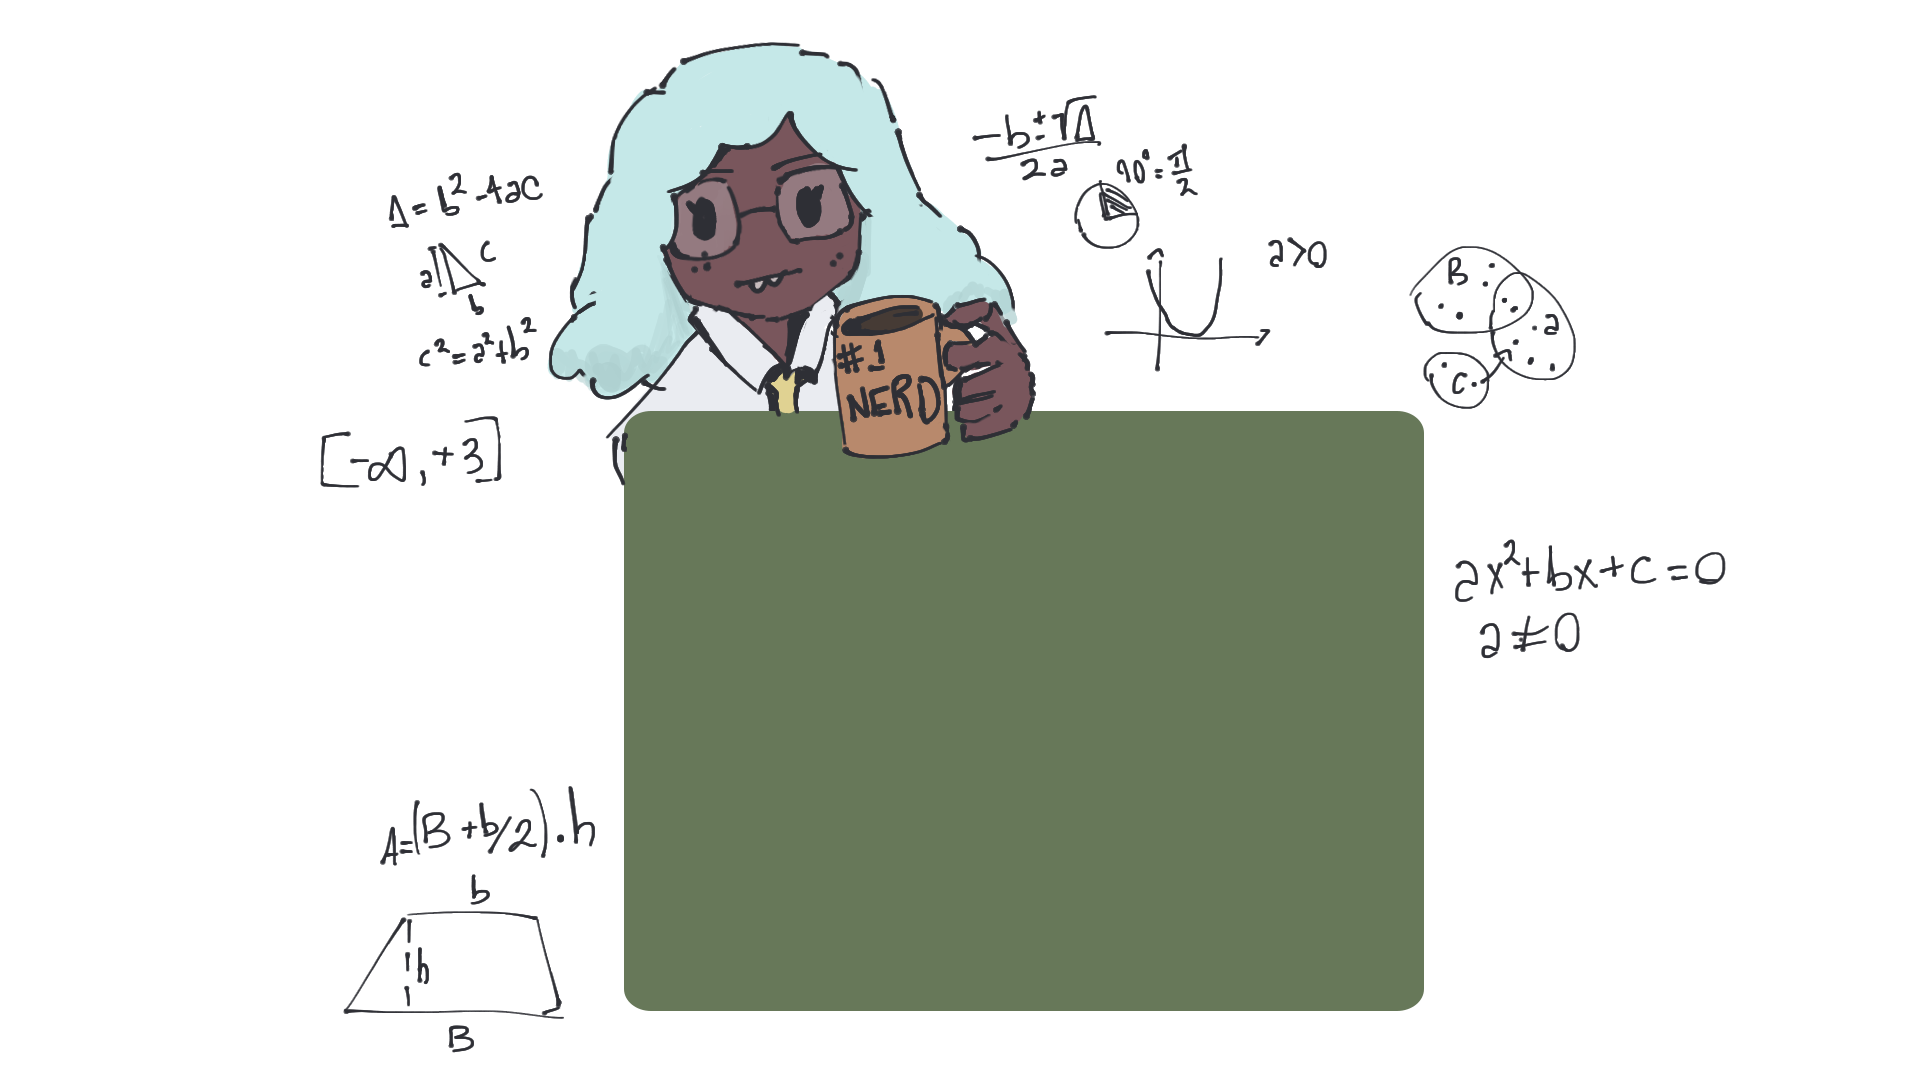 Δ = b² - 4ac
a
c
b
c² = a² + b²
[-∞, +3]
-b ± √Δ
2a
90° = π
2
a > 0
B
a
C
#1
NERD
ax² + bx + c = 0
a ≠ 0
A = (B + b/2) . h
b
h
B